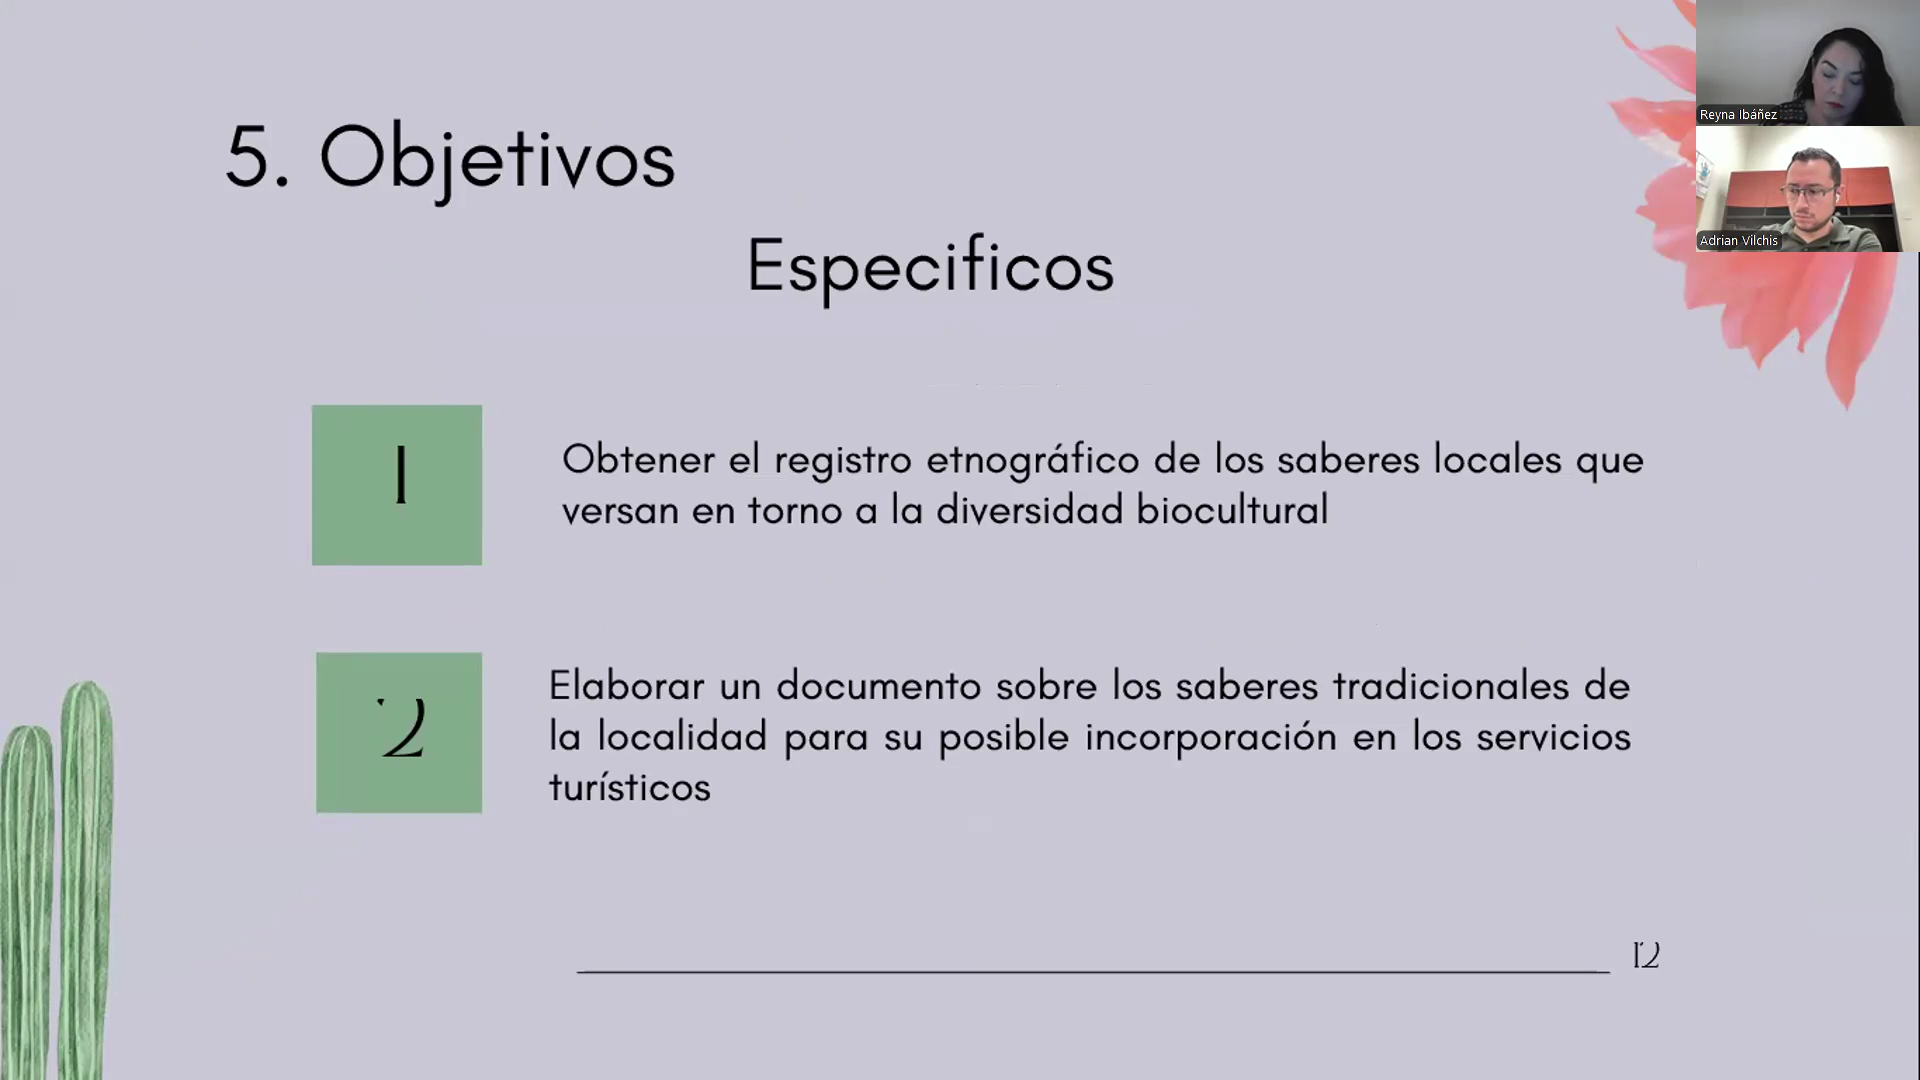 5. Objetivos
Especificos
1
Obtener el registro etnográfico de los saberes locales que
versan en torno a la diversidad biocultural
2
Elaborar un documento sobre los saberes tradicionales de
la localidad para su posible incorporación en los servicios
turísticos
12
Reyna Ibáñez
Adrian Vilchis